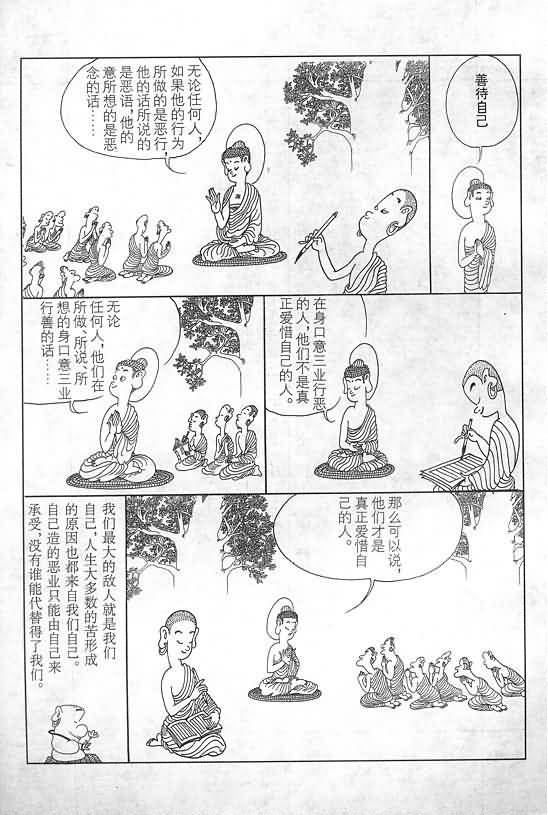 善待自己
无论任何人，
如果他的行为
所做的是恶行，
他的话所说的
是恶语，他的
意所想的是恶
念的话……
在身口意三业行恶
的人，他们不是真
正爱惜自己的人。
无论
任何人，他们在
所做、所说、所
想的身口意三业
行善的话……
那么可以说，
他们才是
真正爱惜自
己的人。
我们最大的敌人就是我们
自己，人生大多数的苦形成
的原因也都来自我们自己。
自己造的恶业只能由自己来
承受，没有谁能代替得了我们。